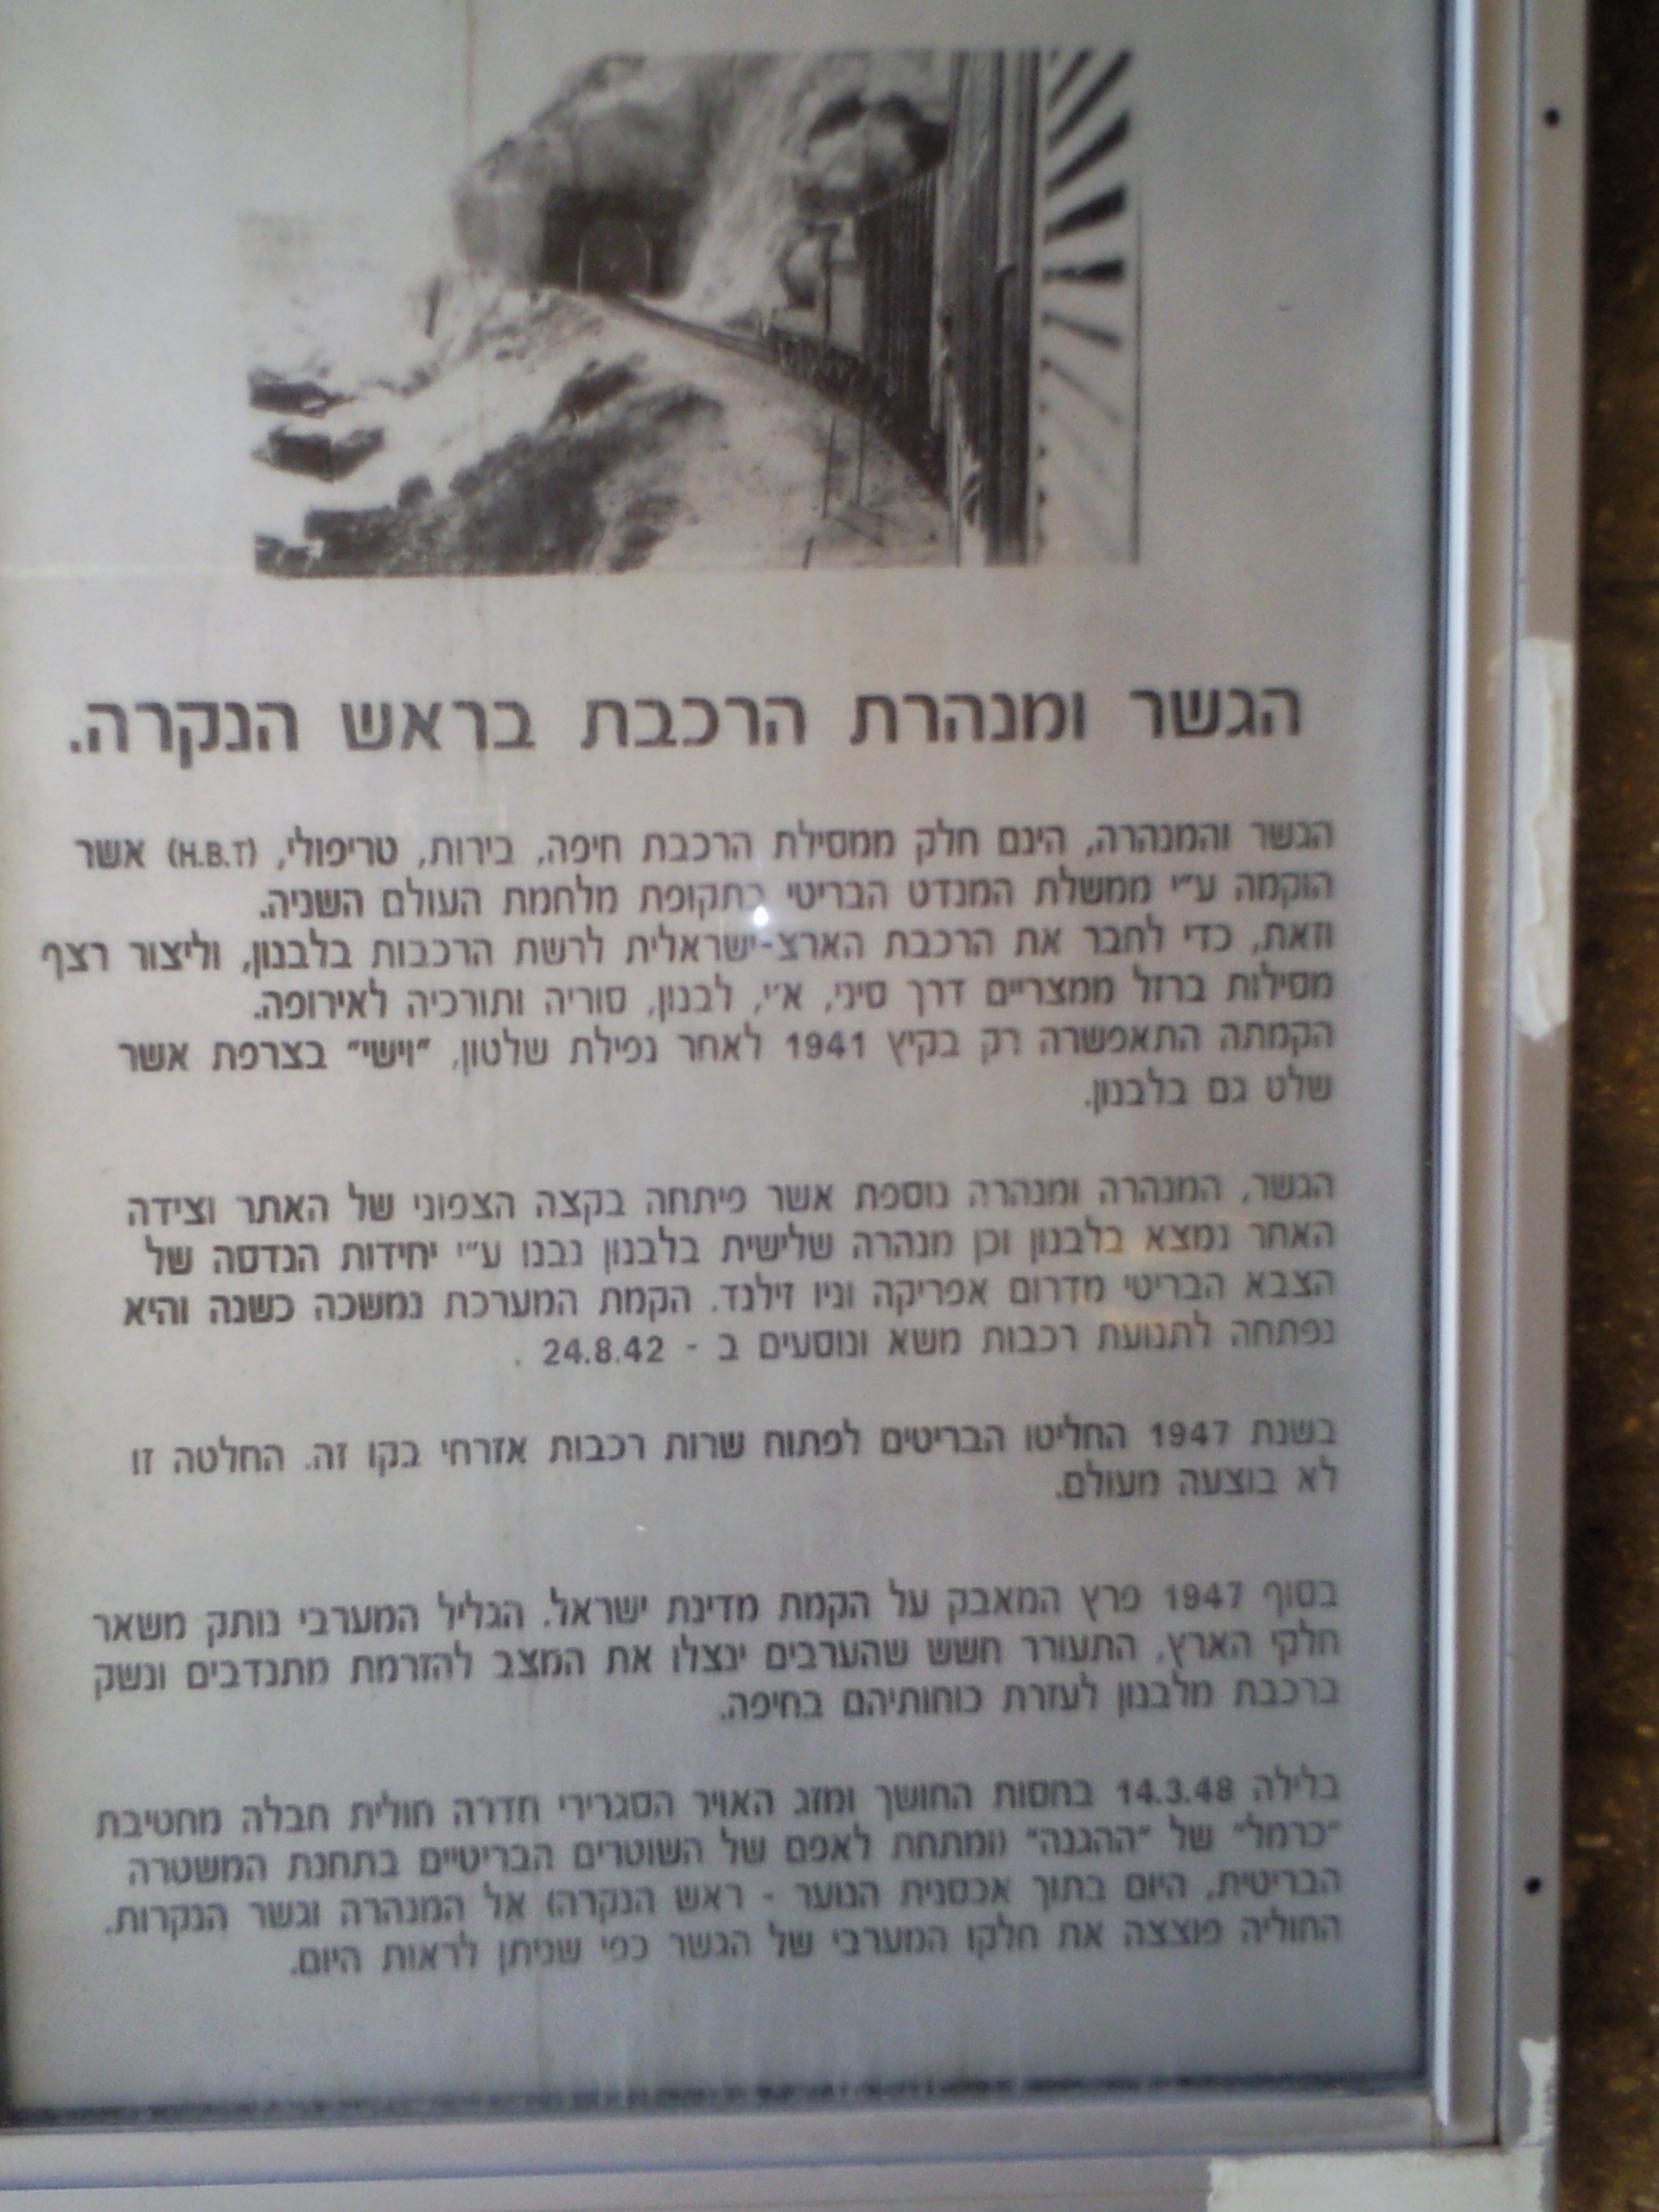 הגשר ומנהרת הרכבת בראש הנקרה.
הגשר והמנהרה, הינם חלק ממסילת הרכבת חיפה, בירות, טריפולי, (H.B.T) אשר
הוקמה ע״י ממשלת המנדט הבריטי בתקופת מלחמת העולם השניה.
וזאת, כדי לחבר את הרכבת הארצ-ישראלית לרשת הרכבות בלבנון, וליצור רצף
מסילות ברזל ממצריים דרך סיני, א״י, לבנון, סוריה ותורכיה לאירופה.
הקמתה התאפשרה רק בקיץ 1941 לאחר נפילת שלטון, ״וישי״ בצרפת אשר
שלט גם בלבנון.
הגשר, המנהרה ומנהרה נוספת אשר פיתחה בקצה הצפוני של האתר וצידה
האחר נמצא בלבנון וכן מנהרה שלישית בלבנון נבנו ע״י יחידות הנדסה של
הצבא הבריטי מדרום אפריקה וניו זילנד. הקמת המערכת נמשכה כשנה והיא
נפתחה לתנועת רכבות משא ונוסעים ב - 24.8.42 .
בשנת 1947 החליטו הבריטים לפתוח שרות רכבות אזרחי בקו זה. החלטה זו
לא בוצעה מעולם.
בסוף 1947 פרץ המאבק על הקמת מדינת ישראל. הגליל המערבי נותק משאר
חלקי הארץ, התעורר חשש שהערבים ינצלו את המצב להזרמת מתנדבים ונשק
ברכבת מלבנון לעזרת כוחותיהם בחיפה.
בלילה 14.3.48 בחסות החושך ומזג האויר הסגרירי חדרה חולית חבלה מחטיבת
״כרמל״ של ״ההגנה״ (ומתחת לאפם של השוטרים הבריטיים בתחנת המשטרה
הבריטית, היום בתוך אכסנית הנוער - ראש הנקרה) אל המנהרה וגשר הנקרות.
החוליה פוצצה את חלקו המערבי של הגשר כפי שניתן לראות היום.